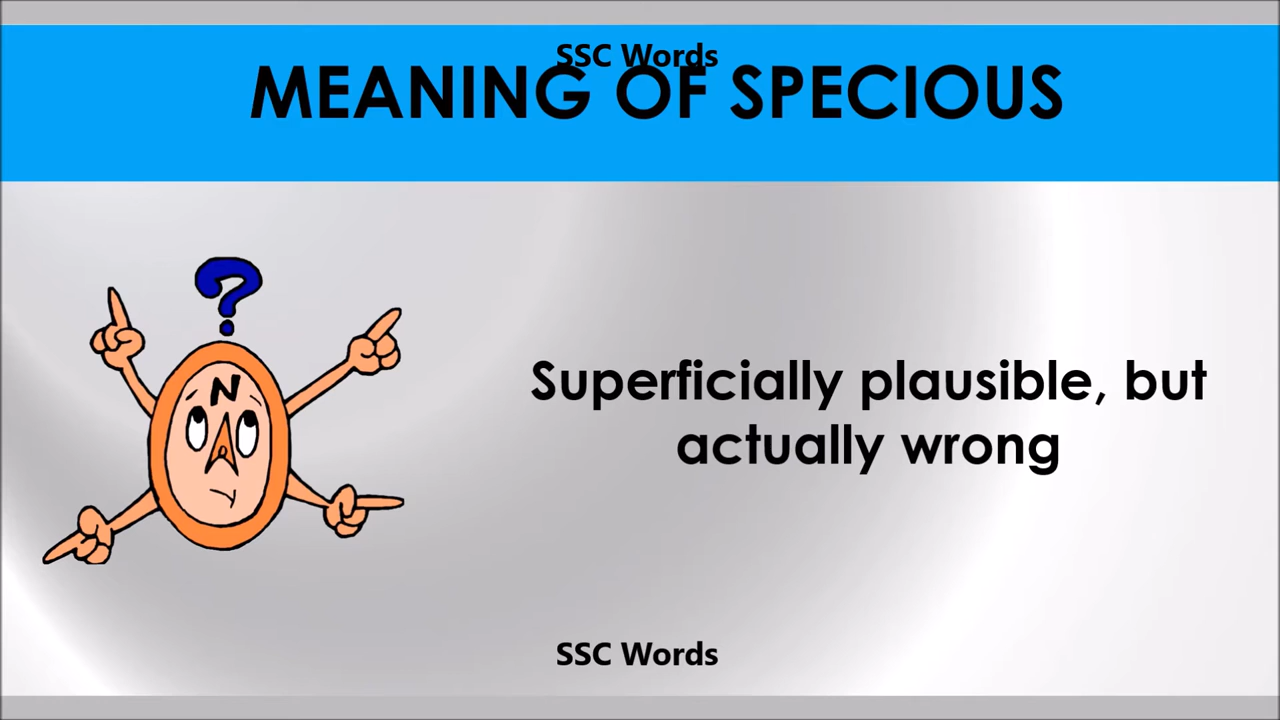 SSC Words
MEANING OF SPECIOUS
?
N
Superficially plausible, but
actually wrong
SSC Words